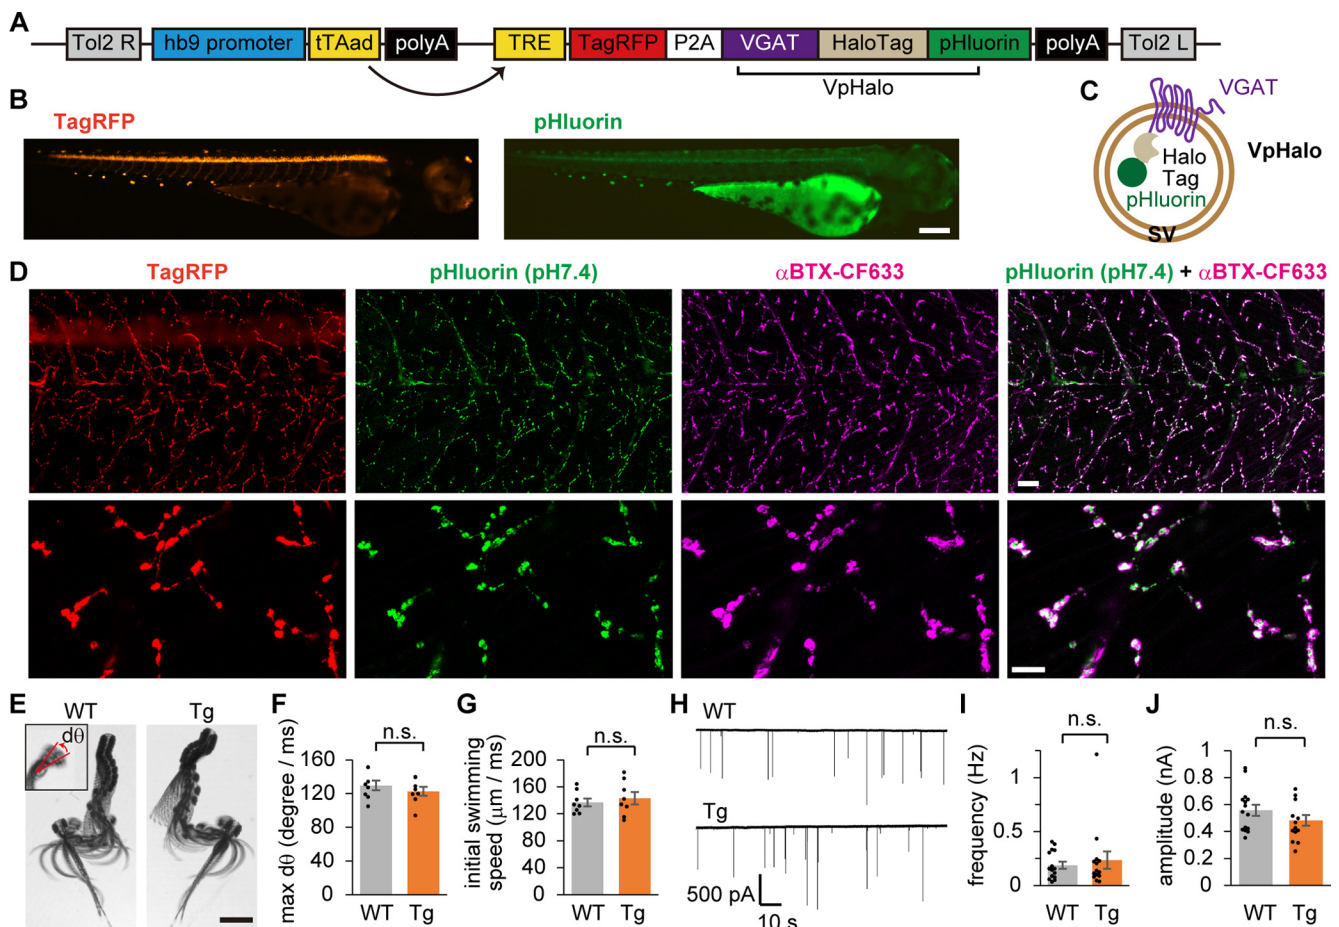 A
Tol2 R hb9 promoter tTAad polyA TRE TagRFP P2A VGAT HaloTag pHluorin polyA Tol2 L
VpHalo
B
TagRFP pHluorin
C
VGAT
VpHalo
Halo
Tag
pHluorin
SV
D
TagRFP pHluorin (pH7.4) αBTX-CF633 pHluorin (pH7.4) + αBTX-CF633
E
WT Tg
dθ
F
n.s.
max dθ (degree / ms)
160
120
80
40
0
WT Tg
G
n.s.
initial swimming
speed (μm / ms)
200
160
120
80
40
0
WT Tg
H
WT
Tg
500 pA
10 s
I
n.s.
frequency (Hz)
1
0.5
0
WT Tg
J
n.s.
amplitude (nA)
1
0.8
0.6
0.4
0.2
0
WT Tg